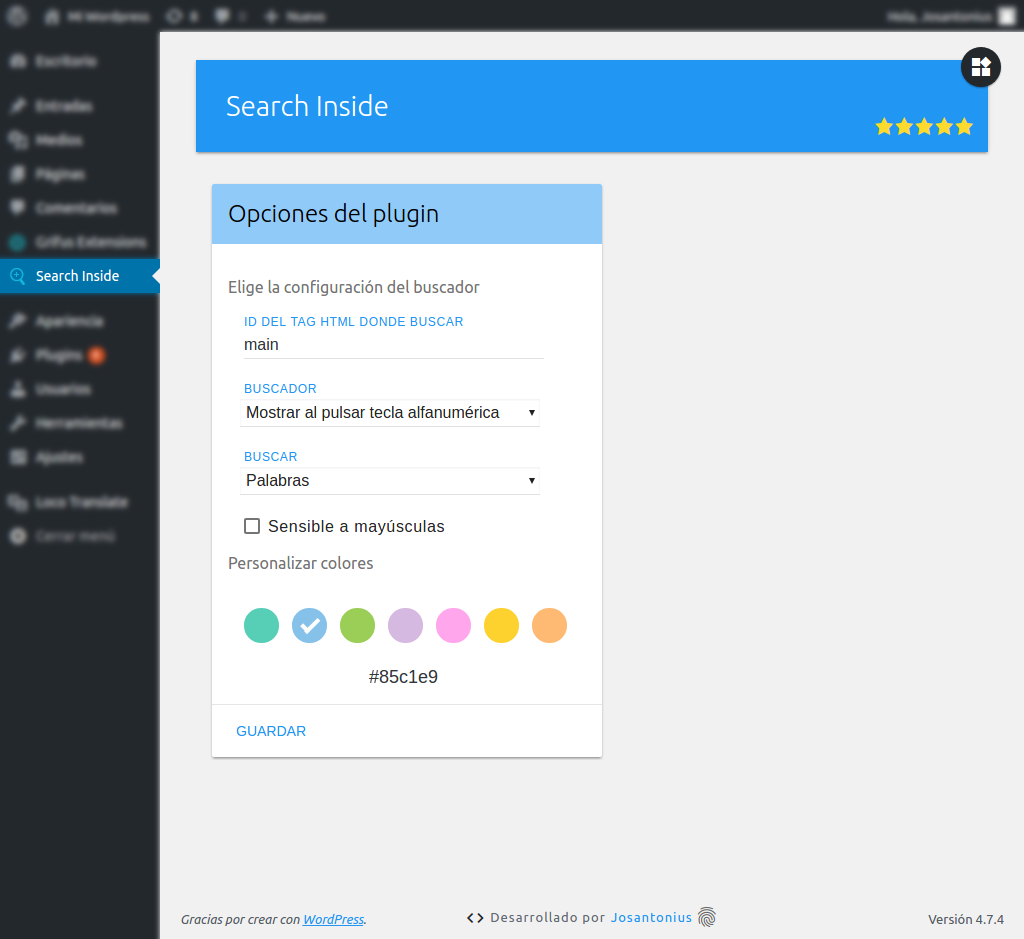 Mi Wordpress
Nuevo
Hola, Josantonius
Escritorio
Entradas
Medios
Páginas
Comentarios
Grifus Extensions
Search Inside
Apariencia
Plugins
Usuarios
Herramientas
Ajustes
Loco Translate
Cerrar menú
Search Inside
Opciones del plugin
Elige la configuración del buscador
ID DEL TAG HTML DONDE BUSCAR
main
BUSCADOR
Mostrar al pulsar tecla alfanumérica
BUSCAR
Palabras
Sensible a mayúsculas
Personalizar colores
#85c1e9
GUARDAR
Gracias por crear con WordPress.
Desarrollado por Josantonius
Versión 4.7.4